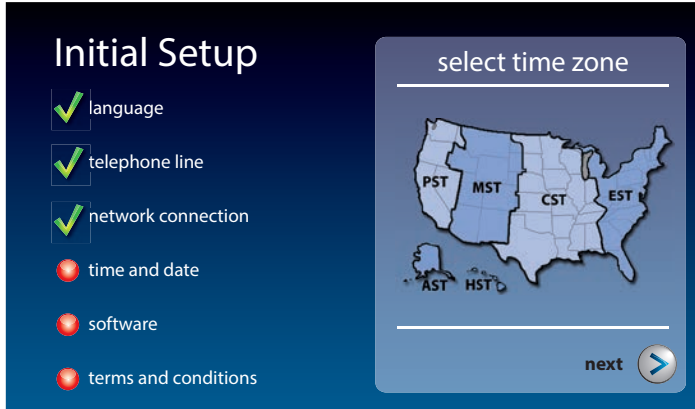 Initial Setup
language
telephone line
network connection
time and date
software
terms and conditions
select time zone
PST
MST
CST
EST
AST
HST
next